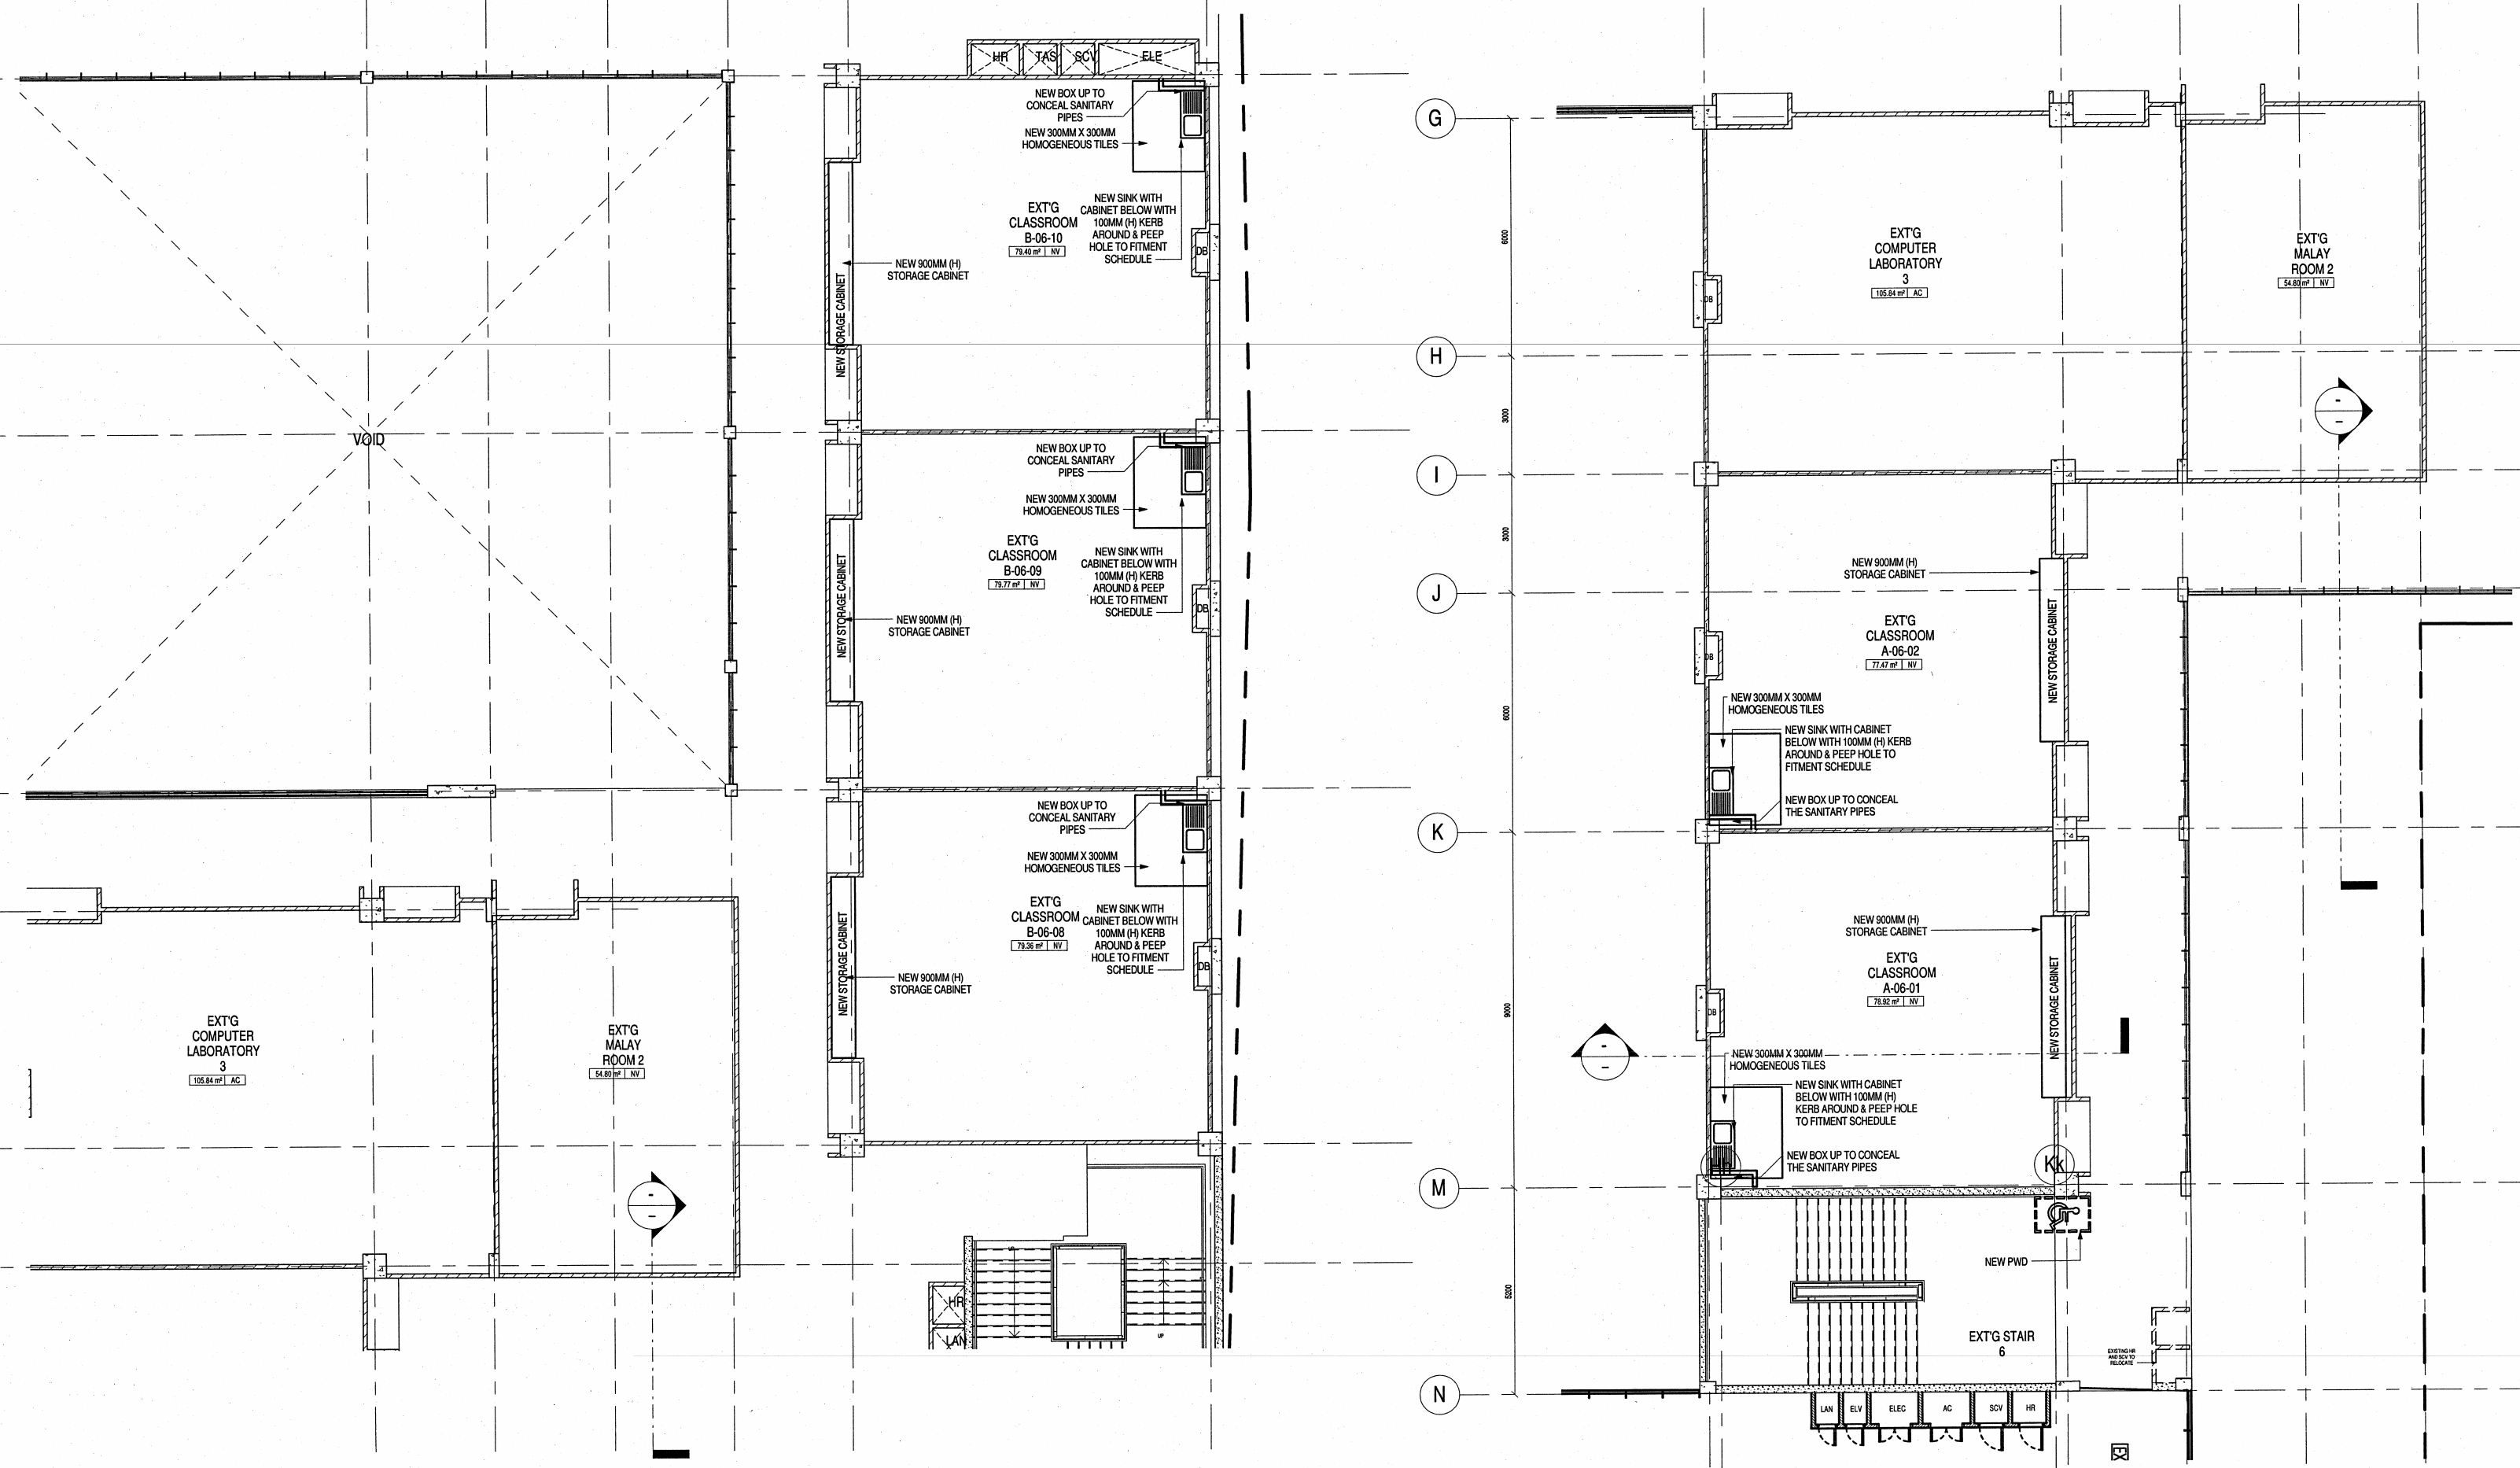 HR
TAS
SCV
ELE
NEW BOX UP TO
CONCEAL SANITARY
PIPES
NEW 300MM X 300MM
HOMOGENEOUS TILES
EXT'G
CLASSROOM
B-06-10
79.40 m² NV
NEW SINK WITH
CABINET BELOW WITH
100MM (H) KERB
AROUND & PEEP
HOLE TO FITMENT
SCHEDULE
DB
NEW 900MM (H)
STORAGE CABINET
NEW STORAGE CABINET
VOID
NEW BOX UP TO
CONCEAL SANITARY
PIPES
NEW 300MM X 300MM
HOMOGENEOUS TILES
EXT'G
CLASSROOM
B-06-09
79.77 m² NV
NEW SINK WITH
CABINET BELOW WITH
100MM (H) KERB
AROUND & PEEP
HOLE TO FITMENT
SCHEDULE
DB
NEW 900MM (H)
STORAGE CABINET
NEW STORAGE CABINET
NEW BOX UP TO
CONCEAL SANITARY
PIPES
NEW 300MM X 300MM
HOMOGENEOUS TILES
EXT'G
CLASSROOM
B-06-08
79.36 m² NV
NEW SINK WITH
CABINET BELOW WITH
100MM (H) KERB
AROUND & PEEP
HOLE TO FITMENT
SCHEDULE
DB
NEW 900MM (H)
STORAGE CABINET
NEW STORAGE CABINET
EXT'G
COMPUTER
LABORATORY
3
105.84 m² AC
EXT'G
MALAY
ROOM 2
54.80 m² NV
HR
LAN
UP
G
H
I
J
K
M
N
6000
3000
3000
6000
9000
5200
EXT'G
COMPUTER
LABORATORY
3
105.84 m² AC
DB
EXT'G
MALAY
ROOM 2
54.80 m² NV
NEW 900MM (H)
STORAGE CABINET
NEW STORAGE CABINET
EXT'G
CLASSROOM
A-06-02
77.47 m² NV
DB
NEW 300MM X 300MM
HOMOGENEOUS TILES
NEW SINK WITH CABINET
BELOW WITH 100MM (H) KERB
AROUND & PEEP HOLE TO
FITMENT SCHEDULE
NEW BOX UP TO CONCEAL
THE SANITARY PIPES
NEW 900MM (H)
STORAGE CABINET
NEW STORAGE CABINET
EXT'G
CLASSROOM
A-06-01
78.92 m² NV
DB
NEW 300MM X 300MM
HOMOGENEOUS TILES
NEW SINK WITH CABINET
BELOW WITH 100MM (H)
KERB AROUND & PEEP HOLE
TO FITMENT SCHEDULE
NEW BOX UP TO CONCEAL
THE SANITARY PIPES
Kk
NEW PWD
EXT'G STAIR
6
EXISTING HR
AND SCV TO
RELOCATE
LAN
ELV
ELEC
AC
SCV
HR
EX